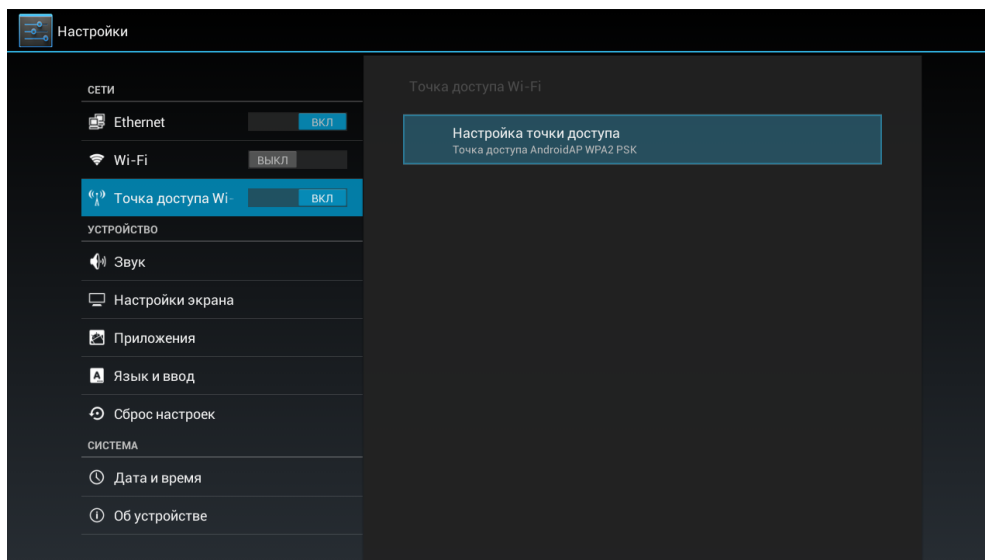 Настройки
СЕТИ
Ethernet
ВКЛ
Wi-Fi
ВЫКЛ
Точка доступа Wi-
ВКЛ
УСТРОЙСТВО
Звук
Настройки экрана
Приложения
Язык и ввод
Сброс настроек
СИСТЕМА
Дата и время
Об устройстве
Точка доступа Wi-Fi
Настройка точки доступа
Точка доступа AndroidAP WPA2 PSK